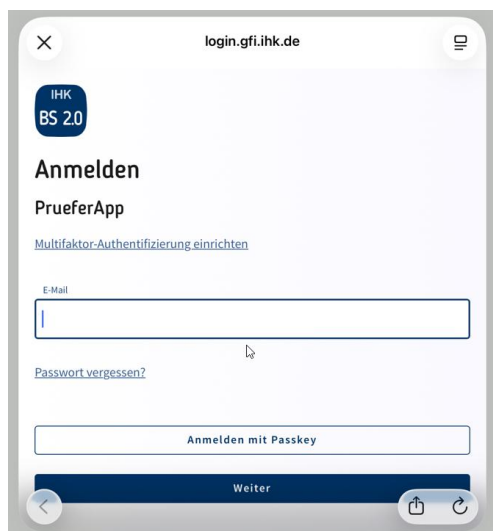 login.gfi.ihk.de
IHK
BS 2.0
Anmelden
PrueferApp
Multifaktor-Authentifizierung einrichten
E-Mail
Passwort vergessen?
Anmelden mit Passkey
Weiter